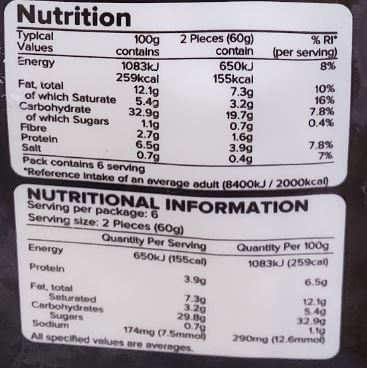 Nutrition
Typical Values 100g contains 2 Pieces (60g) contain % RI* (per serving)
Energy 1083kJ 650kJ 8%
259kcal 155kcal
Fat, total 12.1g 7.3g 10%
of which Saturate 5.4g 3.2g 16%
Carbohydrate 32.9g 19.7g 7.8%
of which Sugars 1.1g 0.7g 0.4%
Fibre 2.7g 1.6g
Protein 6.5g 3.9g 7.8%
Salt 0.7g 0.4g 7%
Pack contains 6 serving
*Reference Intake of an average adult (8400kJ / 2000kcal)
NUTRITIONAL INFORMATION
Serving per package: 6
Serving size: 2 Pieces (60g)
Quantity Per Serving Quantity Per 100g
Energy 650kJ (155cal) 1083kJ (259cal)
Protein 3.9g 6.5g
Fat, total 7.3g 12.1g
Saturated 3.2g 5.4g
Carbohydrates 29.8g 32.9g
Sugars 0.7g 1.1g
Sodium 174mg (7.5mmol) 290mg (12.6mmol)
All specified values are averages.